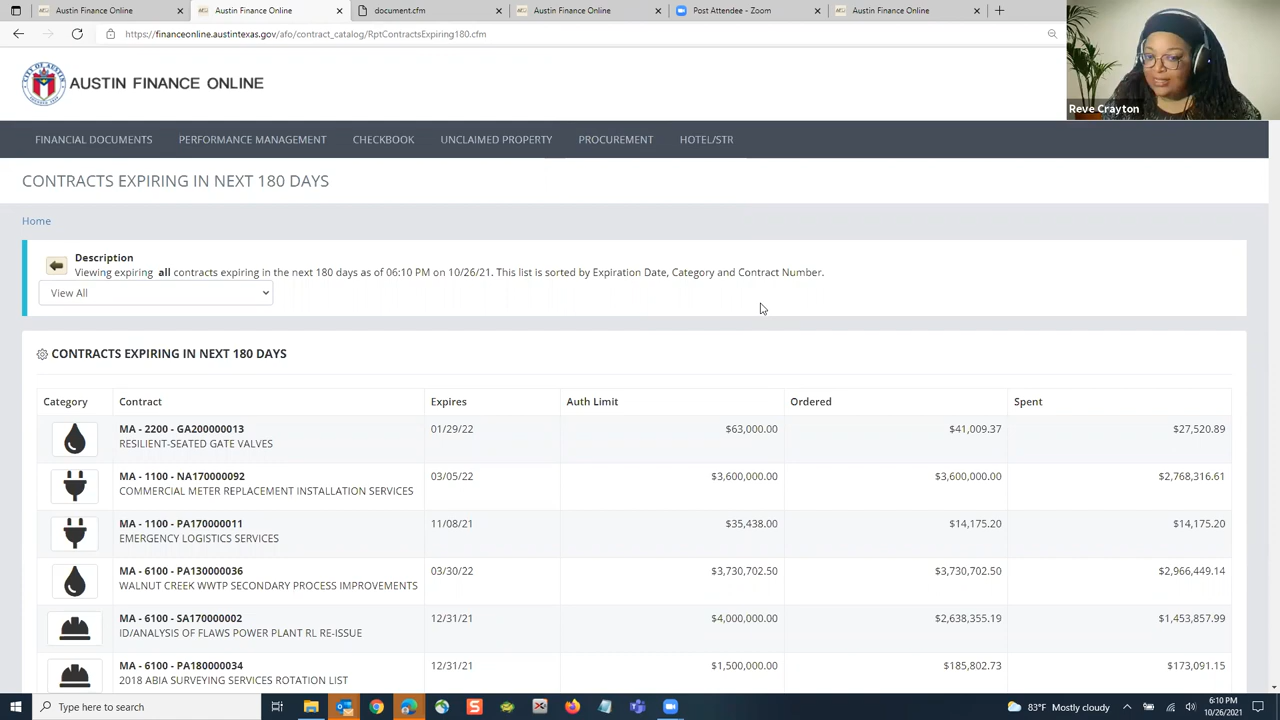 Austin Finance Online
Austin Finance Online
document.cfm
Austin Finance Online
Post Attendee - Zoom
Austin Finance Online
https://financeonline.austintexas.gov/afo/contract_catalog/RptContractsExpiring180.cfm
AUSTIN FINANCE ONLINE
Reve Crayton
FINANCIAL DOCUMENTS PERFORMANCE MANAGEMENT CHECKBOOK UNCLAIMED PROPERTY PROCUREMENT HOTEL/STR
CONTRACTS EXPIRING IN NEXT 180 DAYS
Home
Description
Viewing expiring all contracts expiring in the next 180 days as of 06:10 PM on 10/26/21. This list is sorted by Expiration Date, Category and Contract Number.
View All
CONTRACTS EXPIRING IN NEXT 180 DAYS
Category Contract Expires Auth Limit Ordered Spent
MA - 2200 - GA200000013 01/29/22 $63,000.00 $41,009.37 $27,520.89
RESILIENT-SEATED GATE VALVES
MA - 1100 - NA170000092 03/05/22 $3,600,000.00 $3,600,000.00 $2,768,316.61
COMMERCIAL METER REPLACEMENT INSTALLATION SERVICES
MA - 1100 - PA170000011 11/08/21 $35,438.00 $14,175.20 $14,175.20
EMERGENCY LOGISTICS SERVICES
MA - 6100 - PA130000036 03/30/22 $3,730,702.50 $3,730,702.50 $2,966,449.14
WALNUT CREEK WWTP SECONDARY PROCESS IMPROVEMENTS
MA - 6100 - SA170000002 12/31/21 $4,000,000.00 $2,638,355.19 $1,453,857.99
ID/ANALYSIS OF FLAWS POWER PLANT RL RE-ISSUE
MA - 6100 - PA180000034 12/31/21 $1,500,000.00 $185,802.73 $173,091.15
2018 ABIA SURVEYING SERVICES ROTATION LIST
Type here to search
83°F Mostly cloudy
6:10 PM
10/26/2021